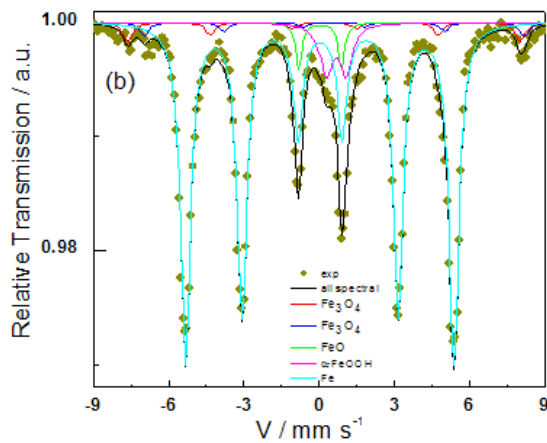 1.00
(b)
0.98
Relative Transmission / a.u.
exp
all spectral
Fe3O4
Fe3O4
FeO
α-FeOOH
Fe
-9 -6 -3 0 3 6 9
V / mm s-1